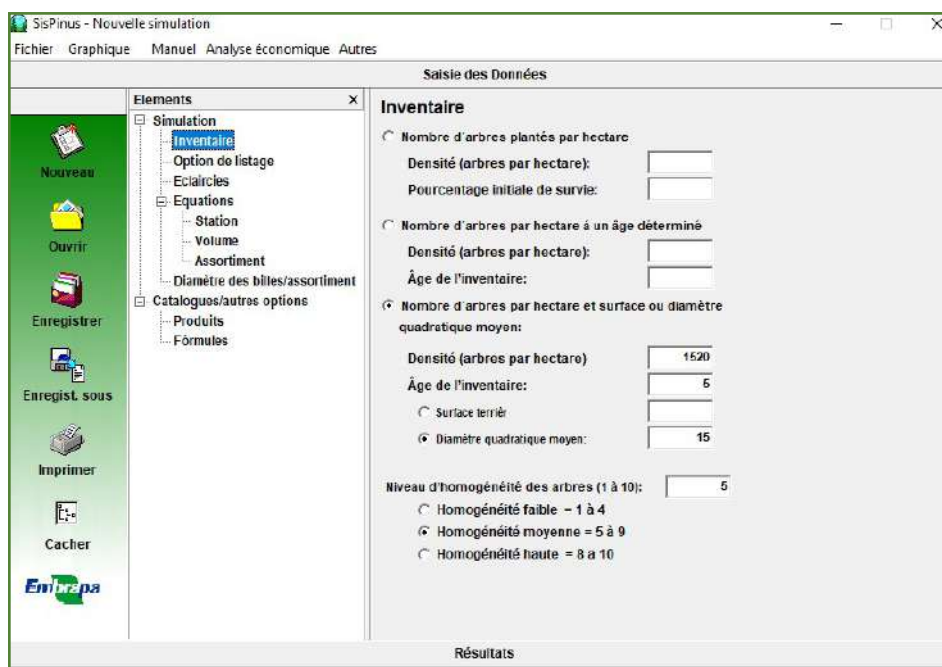 SisPinus - Nouvelle simulation
Fichier Graphique Manuel Analyse économique Autres
Saisie des Données
Nouveau
Ouvrir
Enregistrer
Enregist. sous
Imprimer
Cacher
Embrapa
Elements
Simulation
Inventaire
Option de listage
Eclaircies
Equations
Station
Volume
Assortiment
Diamètre des billes/assortiment
Catalogues/autres options
Produits
Fórmules
Inventaire
Nombre d'arbres plantés par hectare
Densité (arbres par hectare):
Pourcentage initiale de survie:
Nombre d'arbres par hectare á un âge déterminé
Densité (arbres par hectare):
Âge de l'inventaire:
Nombre d'arbres par hectare et surface ou diamètre
quadratique moyen:
Densité (arbres par hectare) 1520
Âge de l'inventaire: 5
Surface terrièr
Diamètre quadratique moyen: 15
Niveau d'homogénéité des arbres (1 à 10): 5
Homogénéité faible = 1 à 4
Homogénéité moyenne = 5 à 9
Homogénéité haute = 8 a 10
Résultats